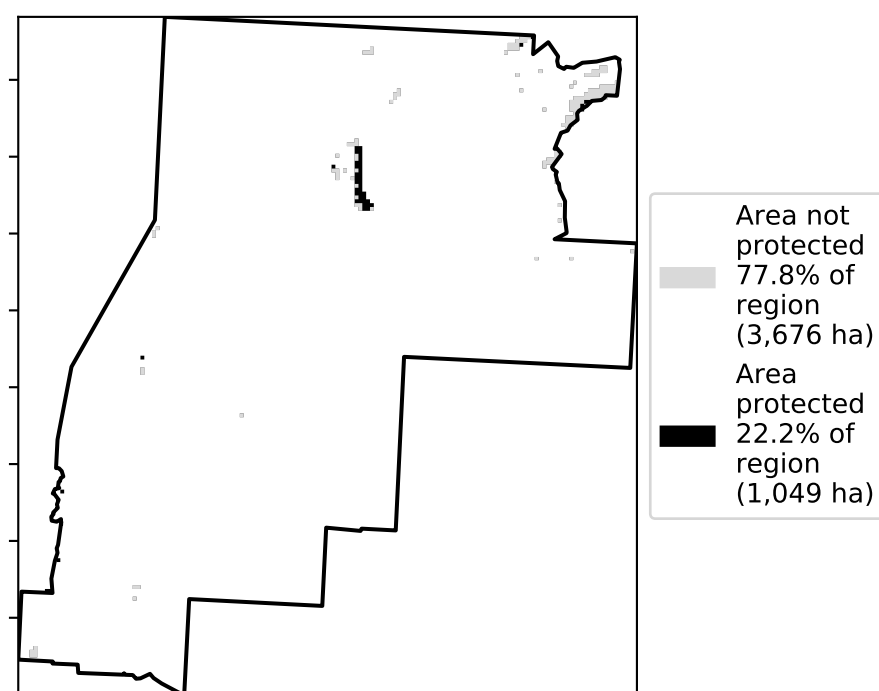 Area not
protected
77.8% of
region
(3,676 ha)
Area
protected
22.2% of
region
(1,049 ha)